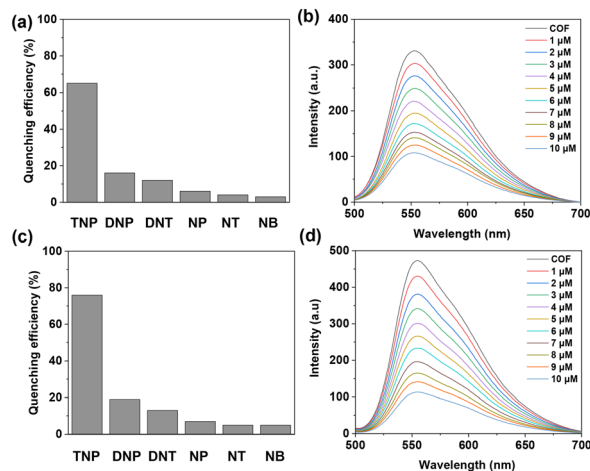 (a)
Quenching efficiency (%)
100
80
60
40
20
0
TNP DNP DNT NP NT NB
(b)
Intensity (a.u.)
400
300
200
100
0
500 550 600 650 700
Wavelength (nm)
COF
1 µM
2 µM
3 µM
4 µM
5 µM
6 µM
7 µM
8 µM
9 µM
10 µM
(c)
Quenching efficiency (%)
100
80
60
40
20
0
TNP DNP DNT NP NT NB
(d)
Intensity (a.u)
500
400
300
200
100
0
500 550 600 650 700
Wavelength (nm)
COF
1 µM
2 µM
3 µM
4 µM
5 µM
6 µM
7 µM
8 µM
9 µM
10 µM